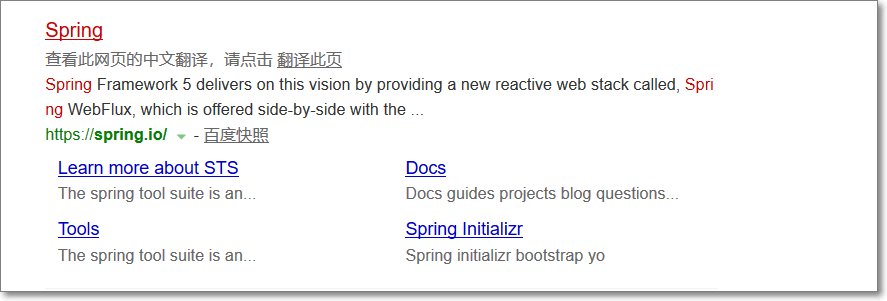 Spring
查看此网页的中文翻译，请点击 翻译此页
Spring Framework 5 delivers on this vision by providing a new reactive web stack called, Spri
ng WebFlux, which is offered side-by-side with the ...
https://spring.io/ - 百度快照
Learn more about STS
The spring tool suite is an...
Docs
Docs guides projects blog questions...
Tools
The spring tool suite is an...
Spring Initializr
Spring initializr bootstrap yo